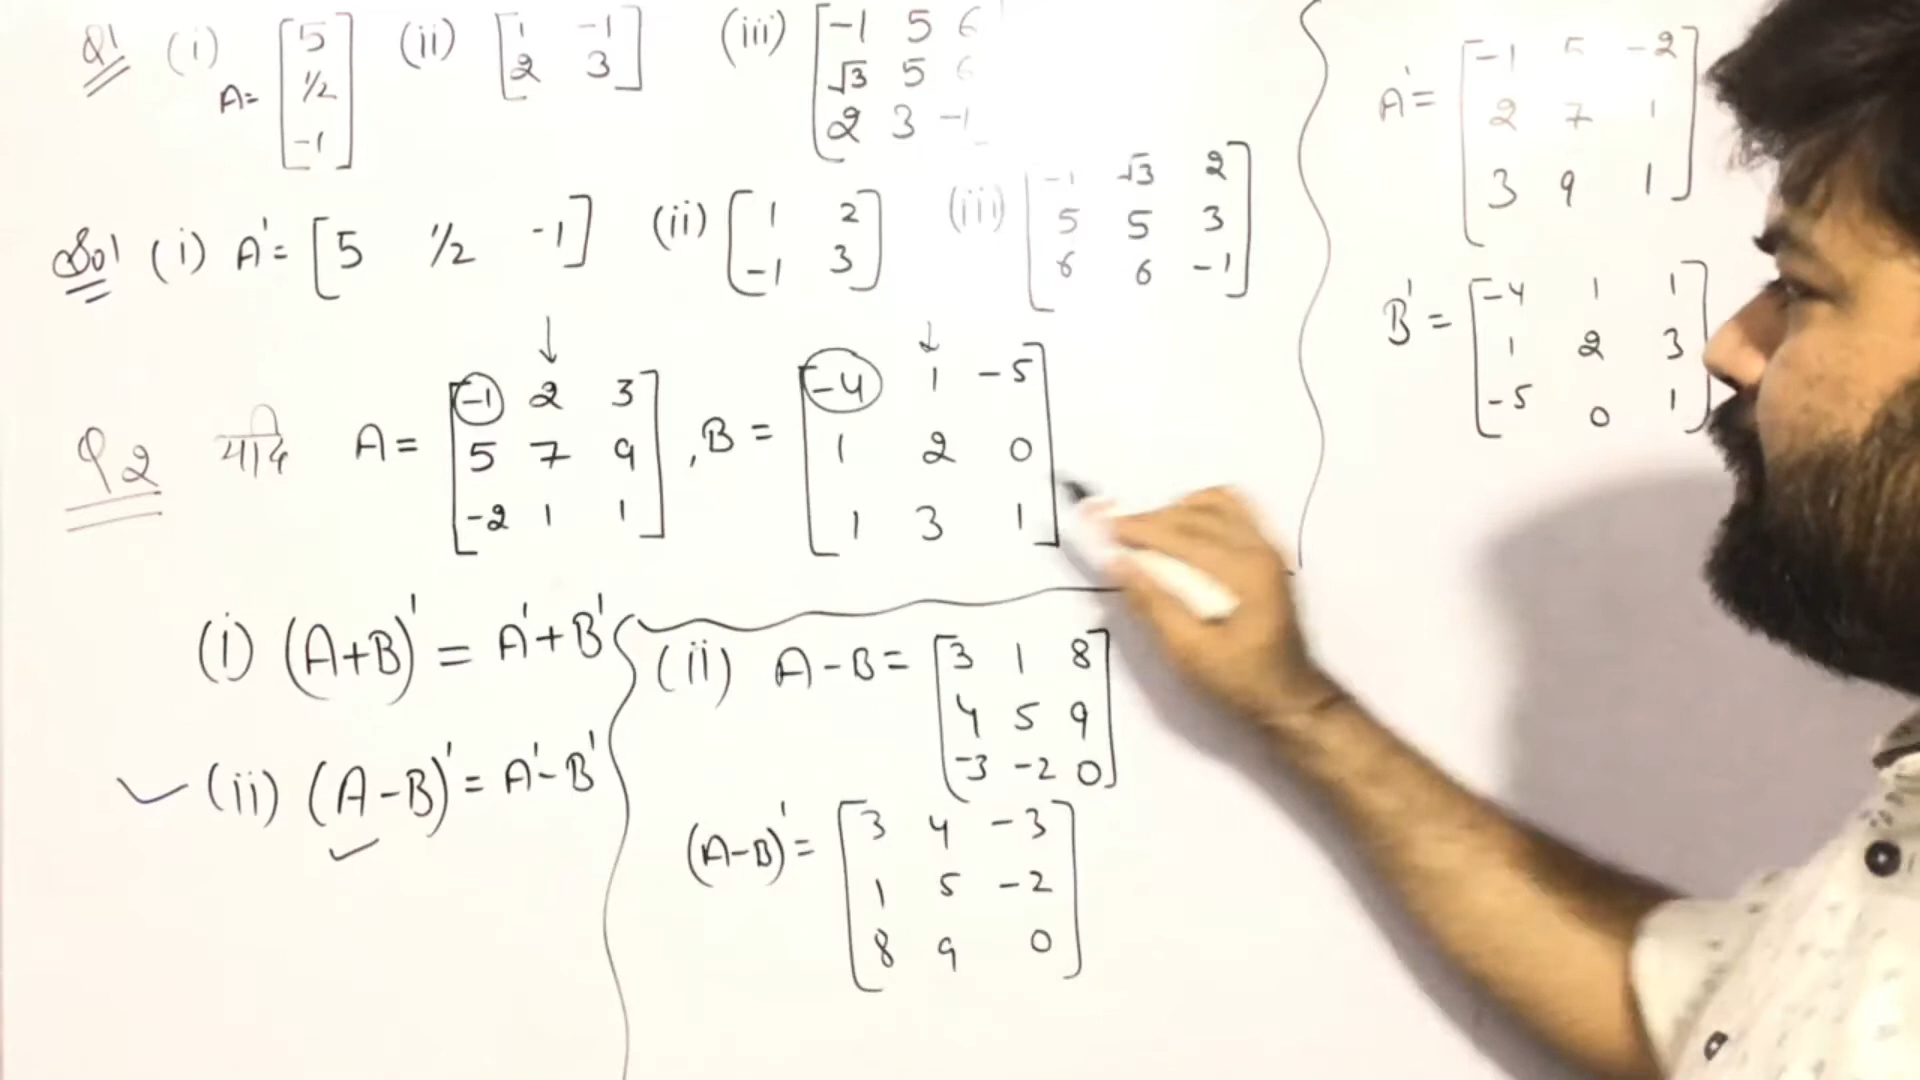 Q1 (i) A= [5 1/2 -1] (ii) [1 -1
2 3] (iii) [-1 5 6
√3 5 6
2 3 -1
Sol (i) A'= [5 1/2 -1] (ii) [1 2
-1 3] (iii) [-1 √3 2
5 5 3
6 6 -1]
Q2 यदि A= [-1 2 3
5 7 9
-2 1 1] , B= [-4 1 -5
1 2 0
1 3 1]
(i) (A+B)' = A'+B'
(ii) (A-B)' = A'-B'
(ii) A-B= [3 1 8
4 5 9
-3 -2 0]
(A-B)'= [3 4 -3
1 5 -2
8 9 0]
A'= [-1 5 -2
2 7 1
3 9 1]
B'= [-4 1 1
1 2 3
-5 0 1]